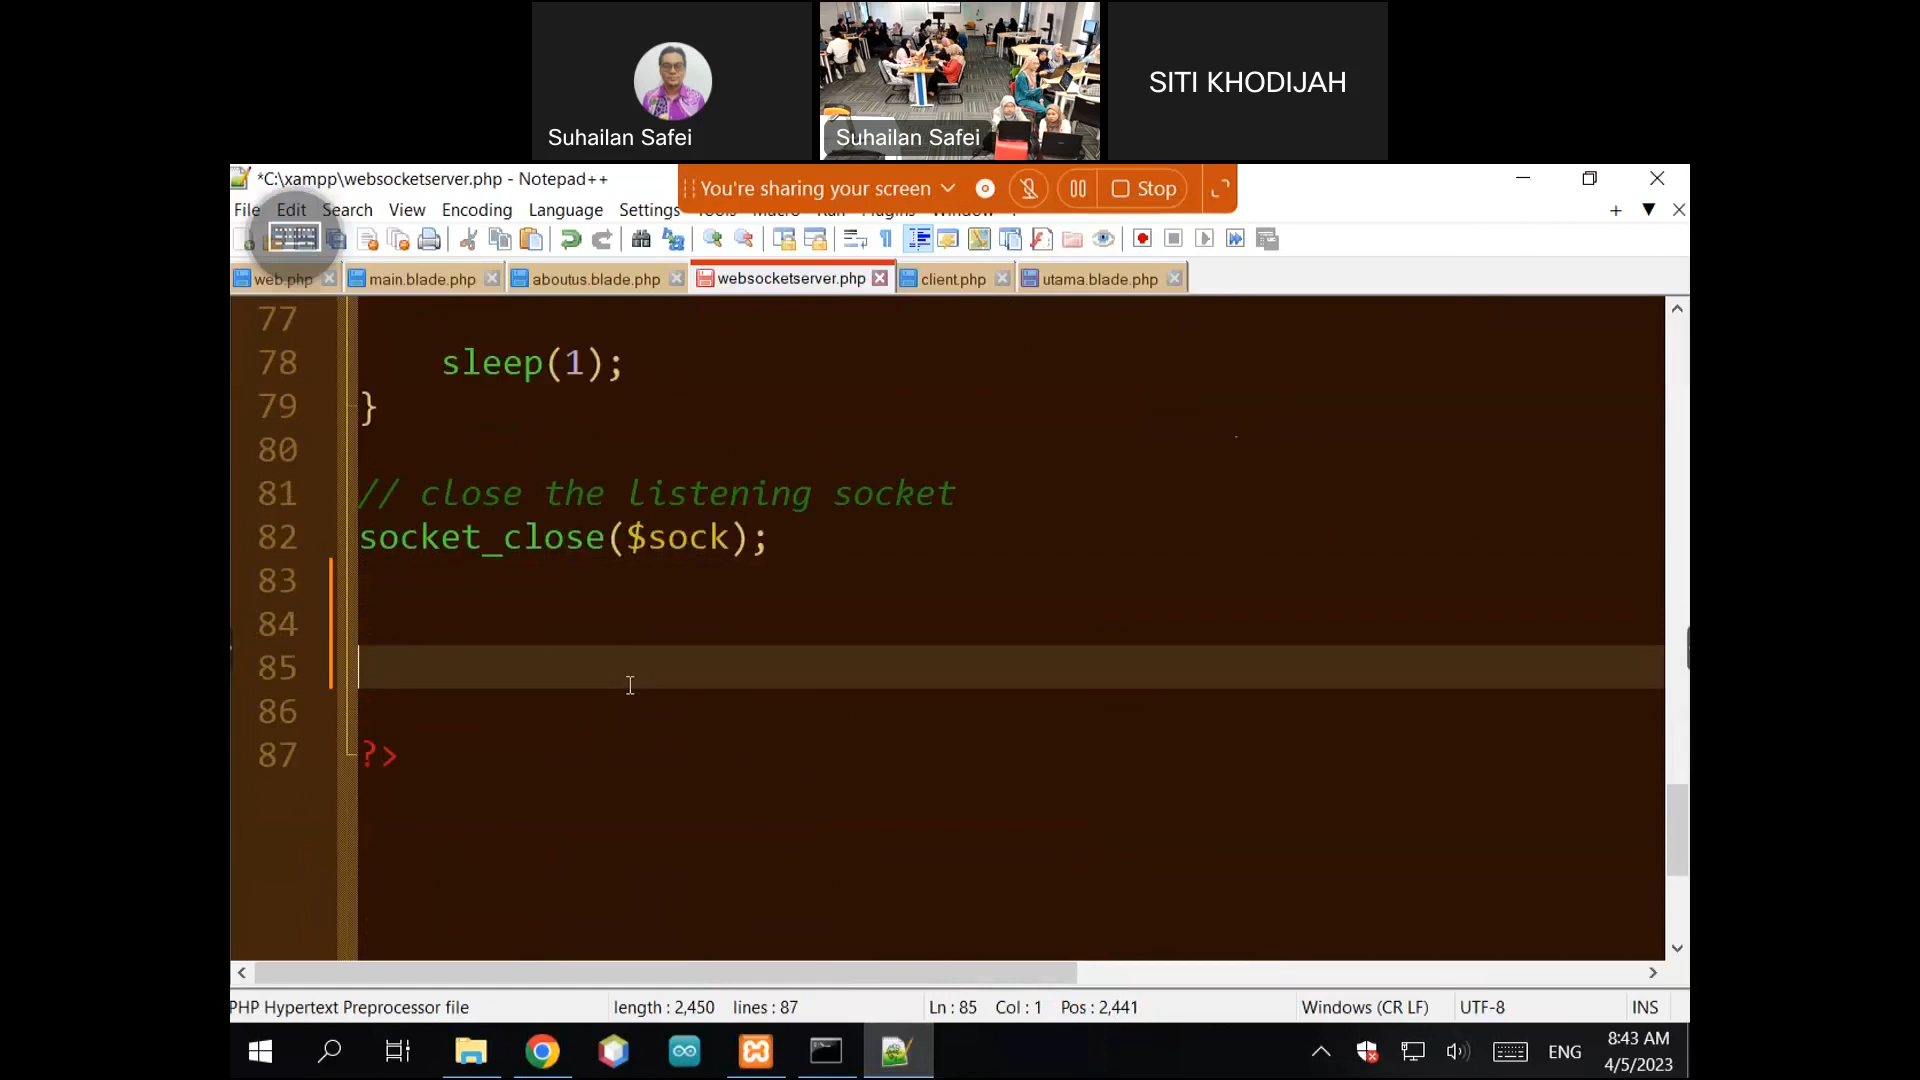 Suhailan Safei
Suhailan Safei
SITI KHODIJAH
*C:\xampp\websocketserver.php - Notepad++
You're sharing your screen
Stop
File Edit Search View Encoding Language Settings
web.php
main.blade.php
aboutus.blade.php
websocketserver.php
client.php
utama.blade.php
77
78 sleep(1);
79 }
80
81 // close the listening socket
82 socket_close($sock);
83
84
85
86
87 ?>
PHP Hypertext Preprocessor file length : 2,450 lines : 87 Ln : 85 Col : 1 Pos : 2,441 Windows (CR LF) UTF-8 INS
ENG
8:43 AM
4/5/2023